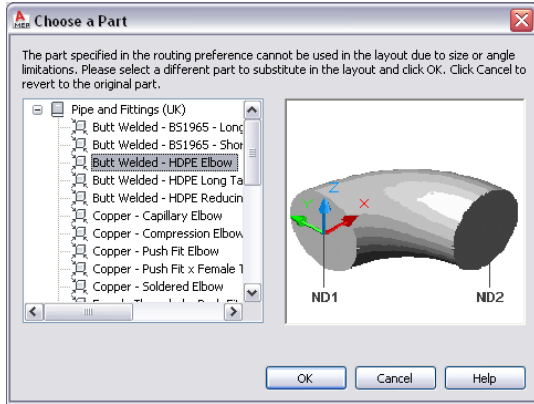 A
MEP
Choose a Part
The part specified in the routing preference cannot be used in the layout due to size or angle
limitations. Please select a different part to substitute in the layout and click OK. Click Cancel to
revert to the original part.
Pipe and Fittings (UK)
Butt Welded - BS1965 - Long
Butt Welded - BS1965 - Shor
Butt Welded - HDPE Elbow
Butt Welded - HDPE Long Ta
Butt Welded - HDPE Reducin
Copper - Capillary Elbow
Copper - Compression Elbow
Copper - Push Fit Elbow
Copper - Push Fit x Female T
Copper - Soldered Elbow
Z
Y
X
ND1
ND2
OK
Cancel
Help